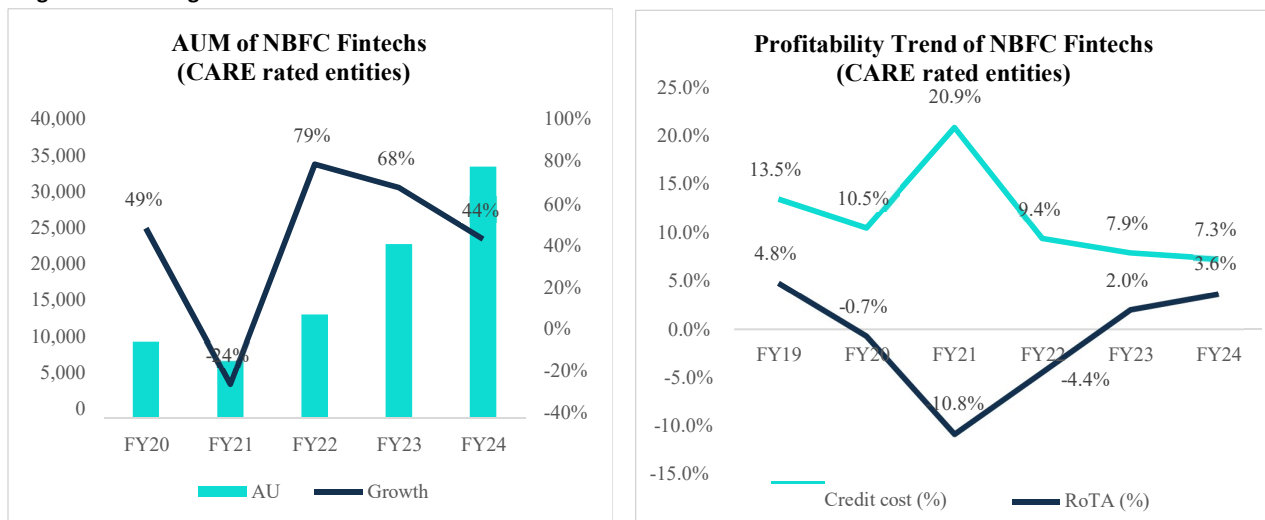 AUM of NBFC Fintechs
(CARE rated entities)
40,000
35,000
30,000
25,000
20,000
15,000
10,000
5,000
0
100%
80%
60%
40%
20%
0%
-20%
-40%
49%
-24%
79%
68%
44%
FY20
FY21
FY22
FY23
FY24
AU
Growth
Profitability Trend of NBFC Fintechs
(CARE rated entities)
25.0%
20.0%
15.0%
10.0%
5.0%
0.0%
-5.0%
-10.0%
-15.0%
13.5%
10.5%
20.9%
9.4%
7.9%
7.3%
4.8%
-0.7%
10.8%
-4.4%
2.0%
3.6%
FY19
FY20
FY21
FY22
FY23
FY24
Credit cost (%)
RoTA (%)